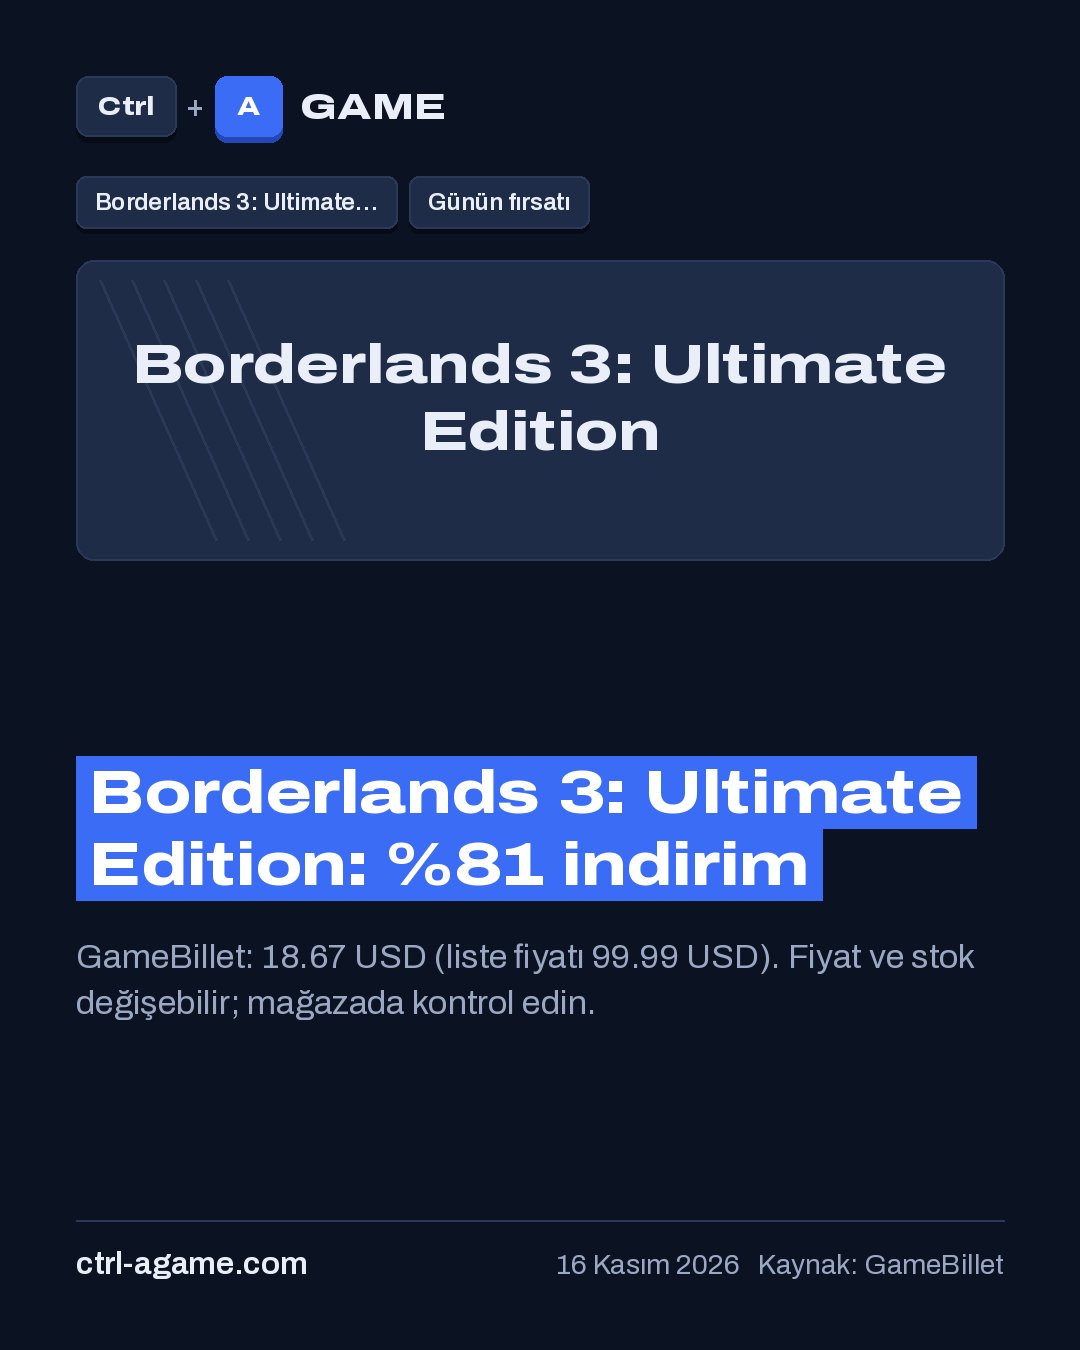 Ctrl + A GAME
Borderlands 3: Ultimate... Günün fırsatı
Borderlands 3: Ultimate
Edition
Borderlands 3: Ultimate
Edition: %81 indirim
GameBillet: 18.67 USD (liste fiyatı 99.99 USD). Fiyat ve stok
değişebilir; mağazada kontrol edin.
ctrl-agame.com 16 Kasım 2026 Kaynak: GameBillet